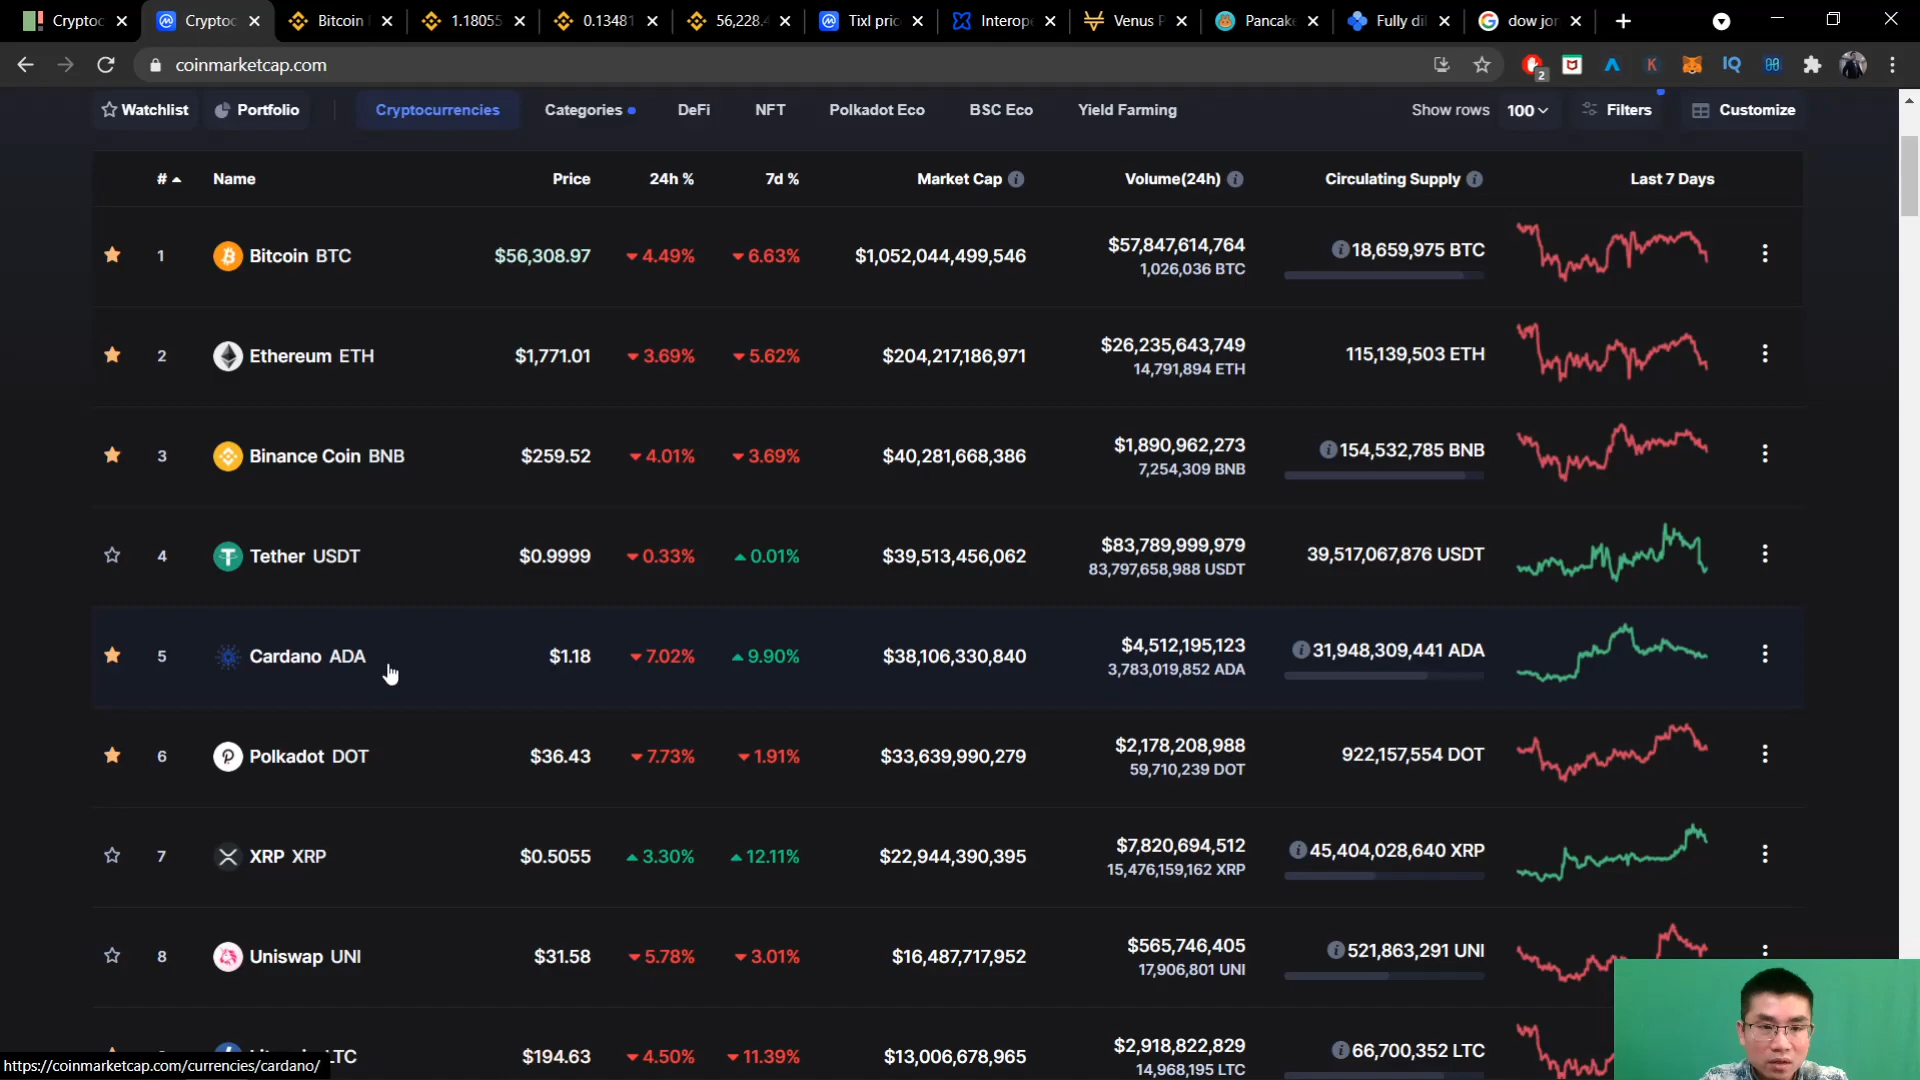 Cryptoc
Cryptoc
Bitcoin
1.18055
0.13481
56,228.
Tixl pric
Interope
Venus P
Pancake
Fully dil
dow jon
coinmarketcap.com
2
Watchlist
Portfolio
Cryptocurrencies
Categories
DeFi
NFT
Polkadot Eco
BSC Eco
Yield Farming
Show rows
100
Filters
Customize
# Name Price 24h % 7d % Market Cap Volume(24h) Circulating Supply Last 7 Days
1 Bitcoin BTC $56,308.97 4.49% 6.63% $1,052,044,499,546 $57,847,614,764 18,659,975 BTC
1,026,036 BTC
2 Ethereum ETH $1,771.01 3.69% 5.62% $204,217,186,971 $26,235,643,749 115,139,503 ETH
14,791,894 ETH
3 Binance Coin BNB $259.52 4.01% 3.69% $40,281,668,386 $1,890,962,273 154,532,785 BNB
7,254,309 BNB
4 Tether USDT $0.9999 0.33% 0.01% $39,513,456,062 $83,789,999,979 39,517,067,876 USDT
83,797,658,988 USDT
5 Cardano ADA $1.18 7.02% 9.90% $38,106,330,840 $4,512,195,123 31,948,309,441 ADA
3,783,019,852 ADA
6 Polkadot DOT $36.43 7.73% 1.91% $33,639,990,279 $2,178,208,988 922,157,554 DOT
59,710,239 DOT
7 XRP XRP $0.5055 3.30% 12.11% $22,944,390,395 $7,820,694,512 45,404,028,640 XRP
15,476,159,162 XRP
8 Uniswap UNI $31.58 5.78% 3.01% $16,487,717,952 $565,746,405 521,863,291 UNI
17,906,801 UNI
LTC $194.63 4.50% 11.39% $13,006,678,965 $2,918,822,829 66,700,352 LTC
14,968,195 LTC
https://coinmarketcap.com/currencies/cardano/